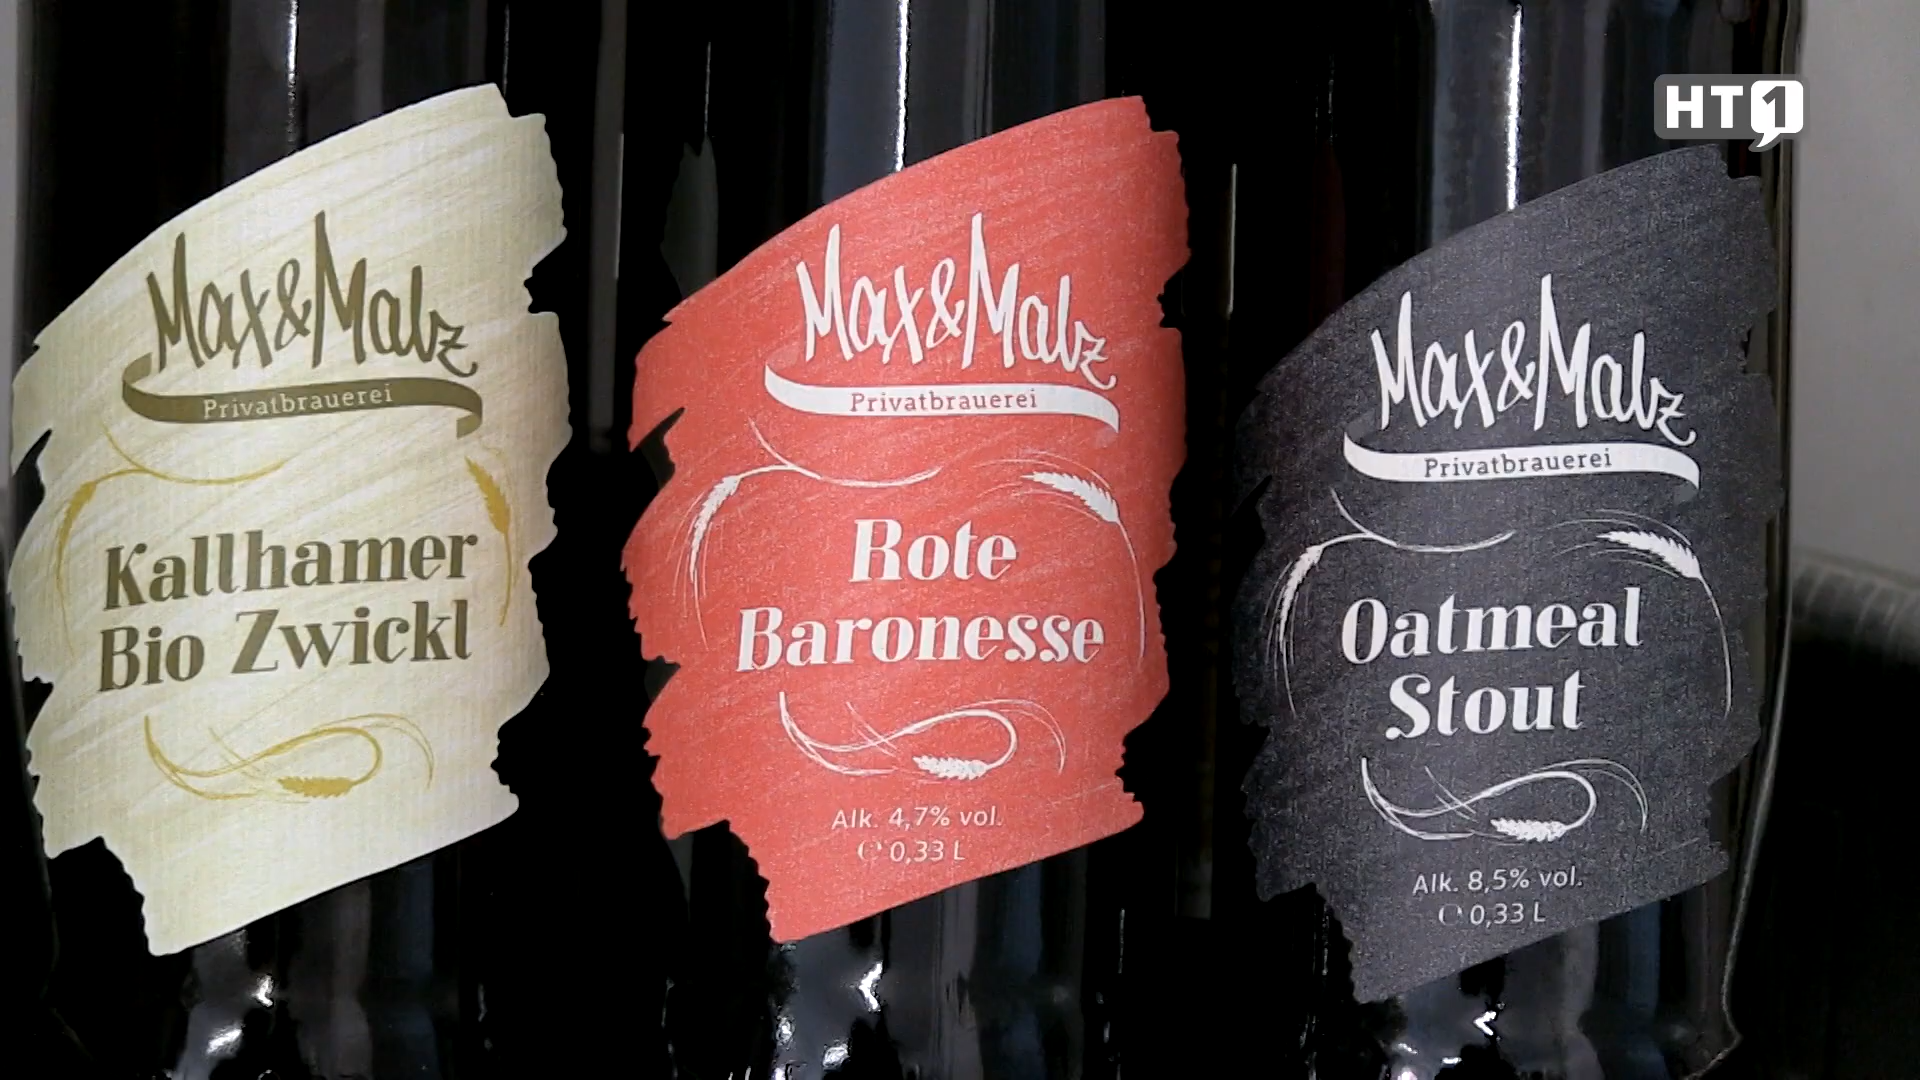 Max&Malz
Privatbrauerei
Kallhamer
Bio Zwickl
Max&Malz
Privatbrauerei
Rote
Baronesse
Alk. 4,7% vol.
℮ 0,33 L
Max&Malz
Privatbrauerei
Oatmeal
Stout
Alk. 8,5% vol.
℮ 0,33 L
HT1